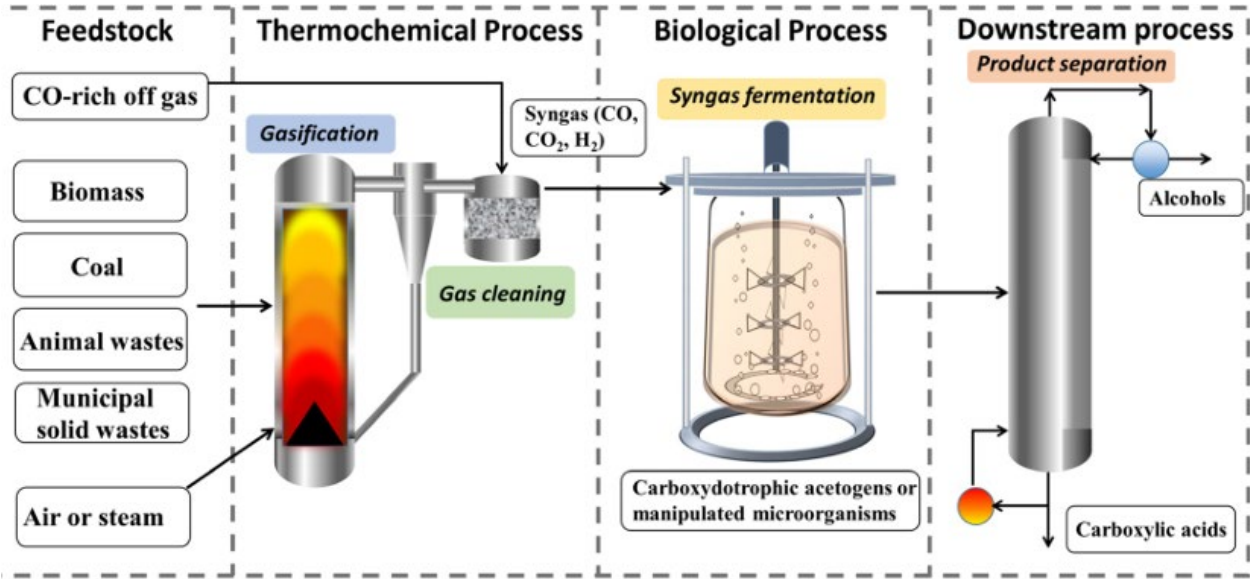 Feedstock
Thermochemical Process
Biological Process
Downstream process
CO-rich off gas
Biomass
Coal
Animal wastes
Municipal
solid wastes
Air or steam
Gasification
Gas cleaning
Syngas (CO,
CO₂, H₂)
Syngas fermentation
Carboxydotrophic acetogens or
manipulated microorganisms
Product separation
Alcohols
Carboxylic acids